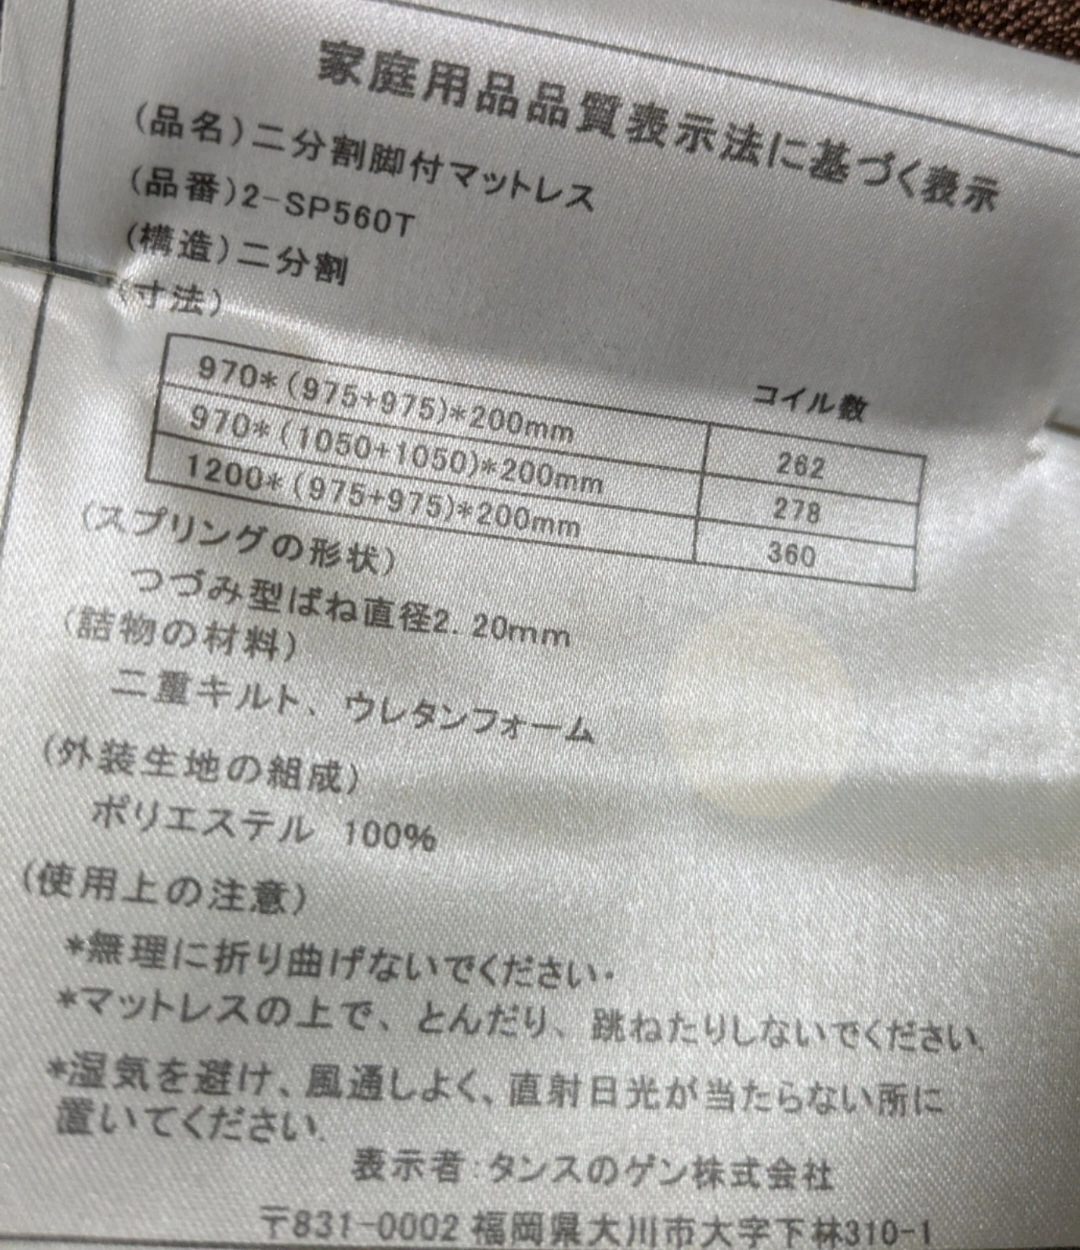 家庭用品品質表示法に基づく表示
(品名)二分割脚付マットレス
(品番)2-SP560T
(構造)二分割
(寸法)
コイル数
970*(975+975)*200mm 262
970*(1050+1050)*200mm 278
1200*(975+975)*200mm 360
(スプリングの形状)
つづみ型ばね直径2.20mm
(詰物の材料)
二重キルト、ウレタンフォーム
(外装生地の組成)
ポリエステル 100%
(使用上の注意)
*無理に折り曲げないでください.
*マットレスの上で、とんだり、跳ねたりしないでください.
*湿気を避け、風通しよく、直射日光が当たらない所に
置いてください.
表示者:タンスのゲン株式会社
〒831-0002 福岡県大川市大字下林310-1